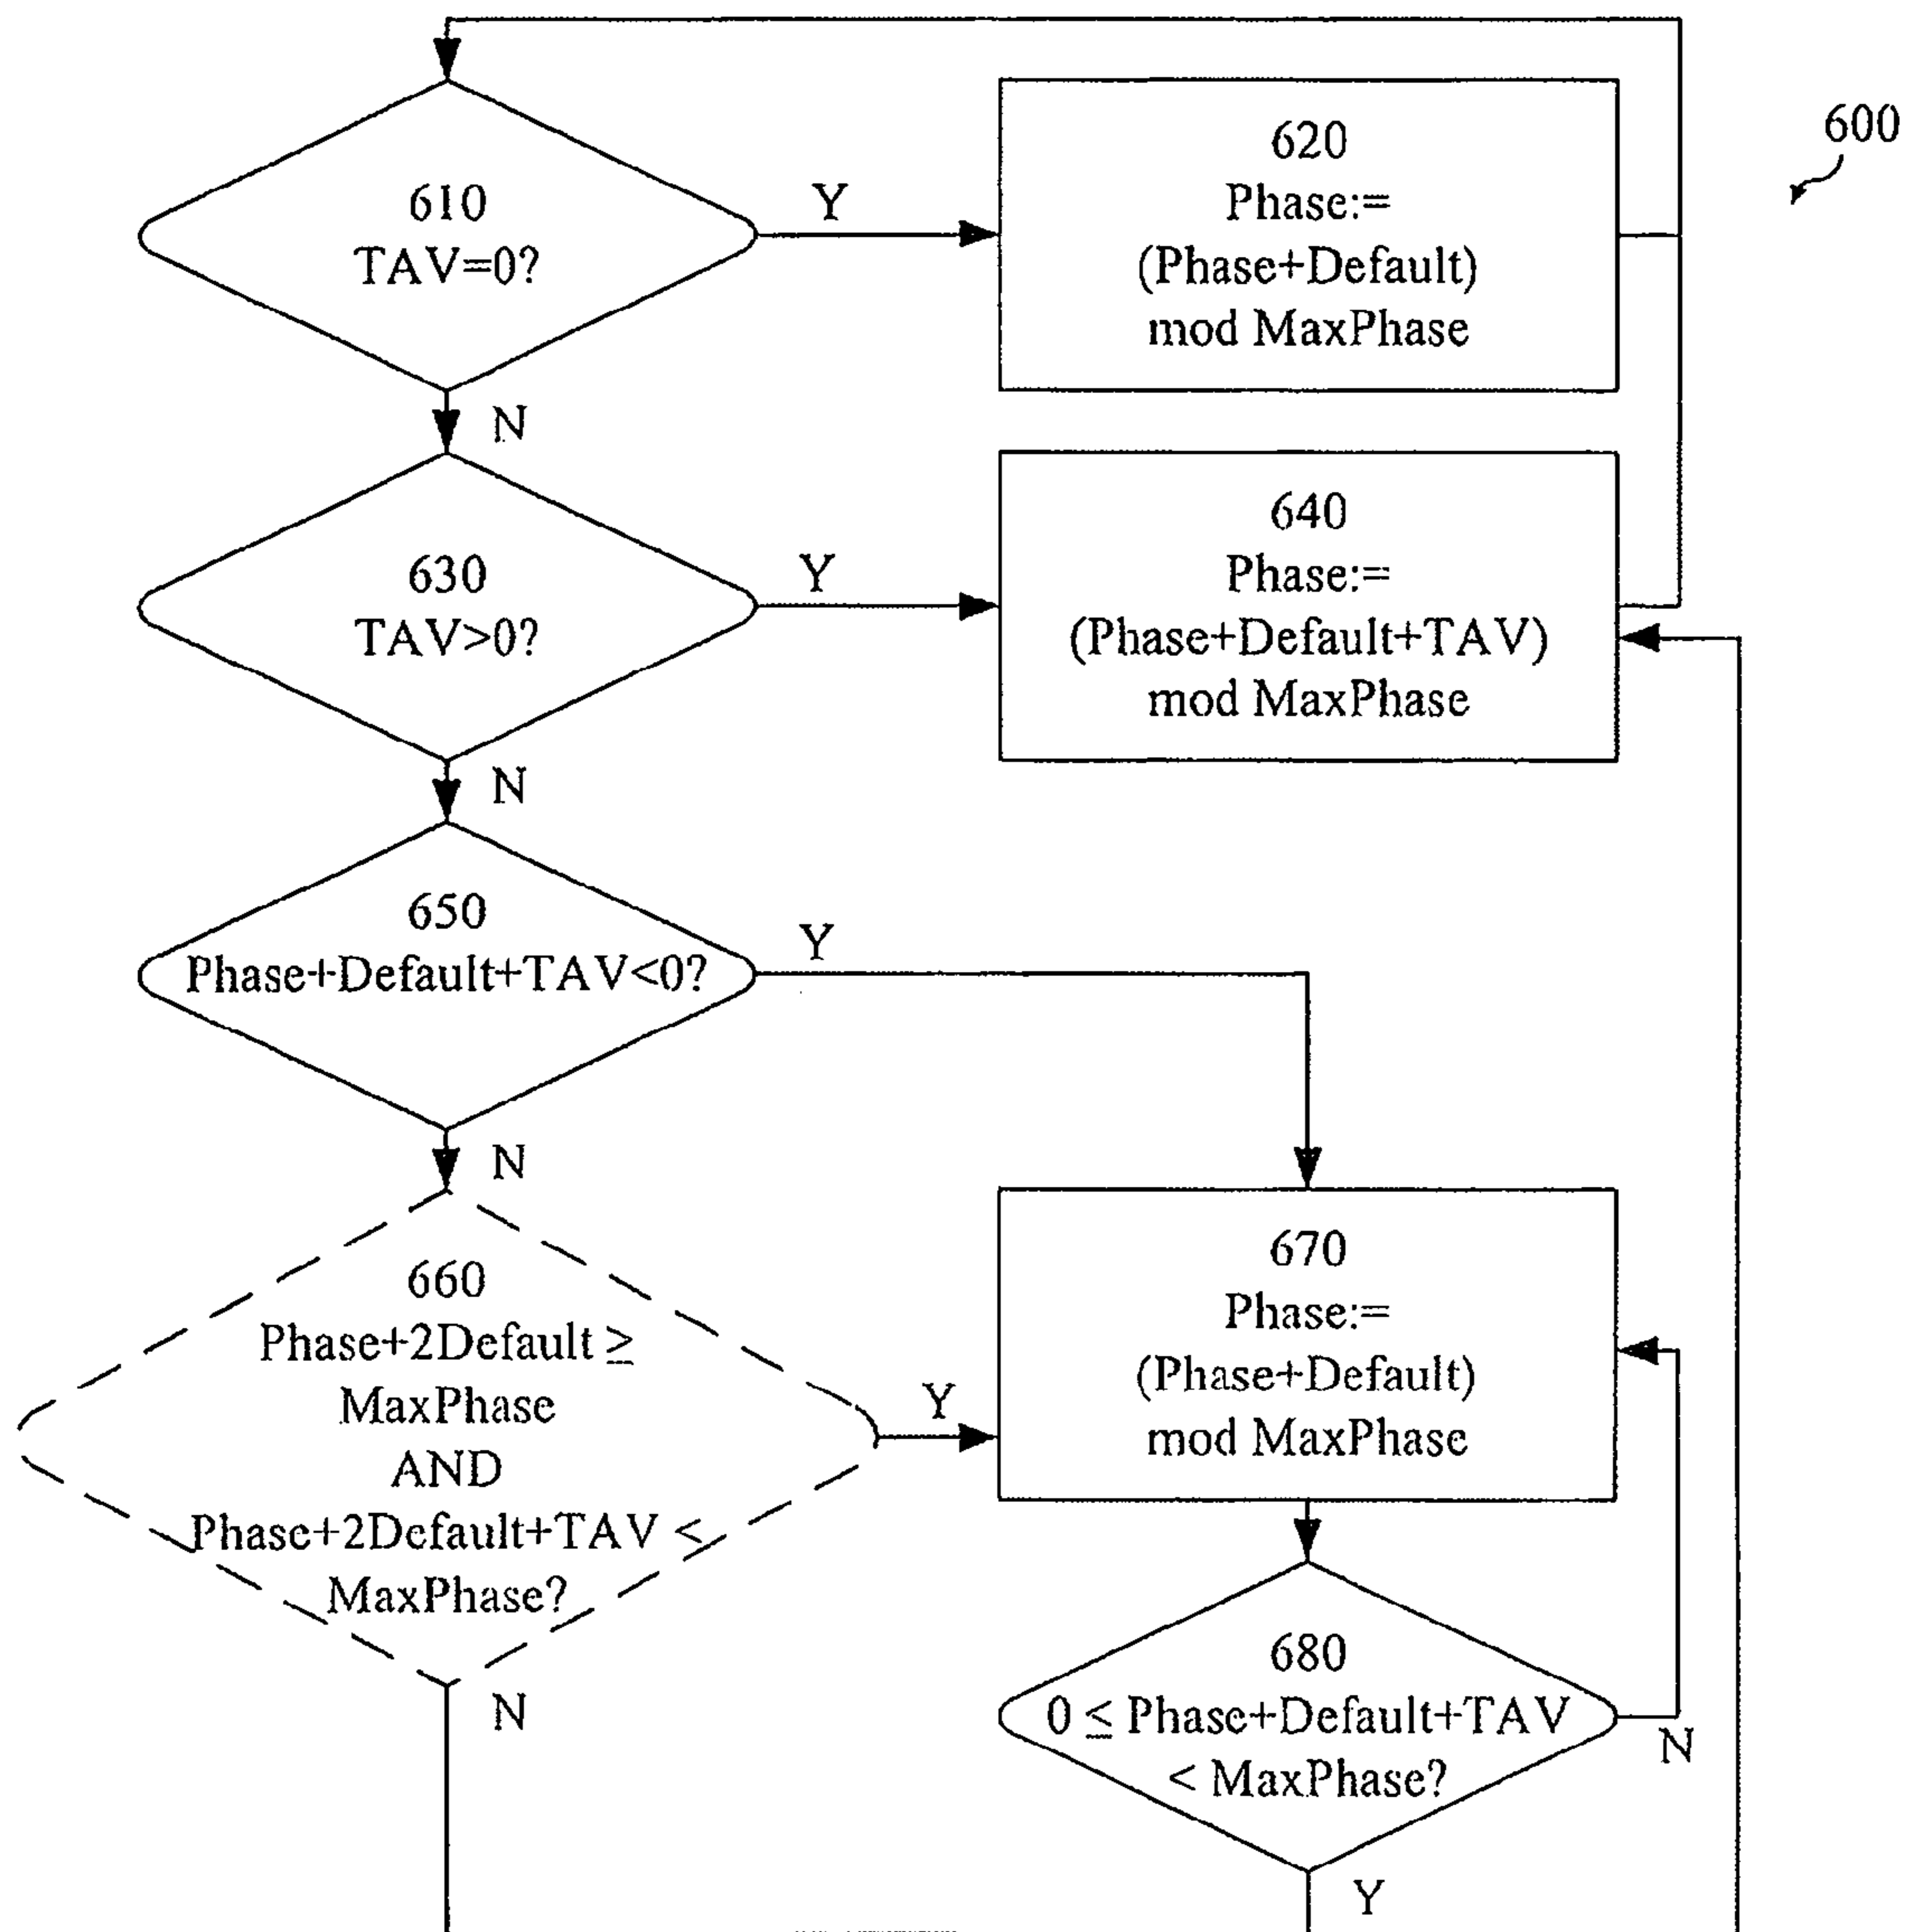 600
610
TAV=0?
Y
620
Phase:=
(Phase+Default)
mod MaxPhase
N
630
TAV>0?
Y
640
Phase:=
(Phase+Default+TAV)
mod MaxPhase
N
650
Phase+Default+TAV<0?
Y
N
660
Phase+2Default ≥
MaxPhase
AND
Phase+2Default+TAV <
MaxPhase?
Y
N
670
Phase:=
(Phase+Default)
mod MaxPhase
680
0 ≤ Phase+Default+TAV
< MaxPhase?
N
Y